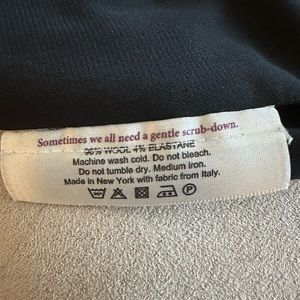 Sometimes we all need a gentle scrub-down.
96% WOOL 4% ELASTANE
Machine wash cold. Do not bleach.
Do not tumble dry. Medium iron.
Made in New York with fabric from Italy.